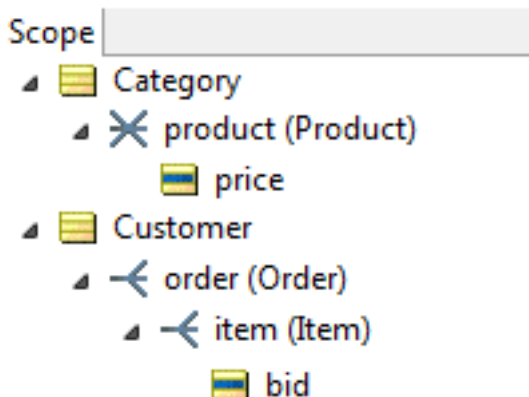 Scope
Category
product (Product)
price
Customer
order (Order)
item (Item)
bid